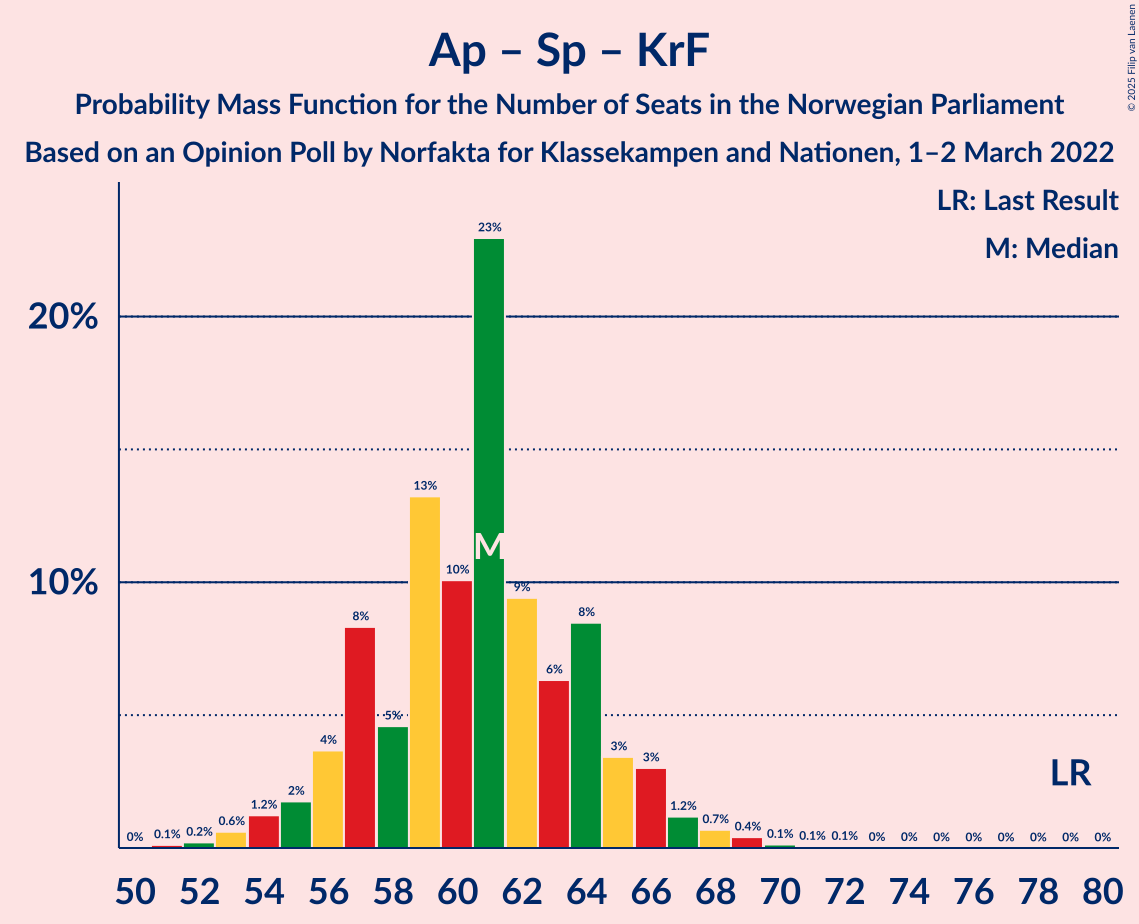 Ap – Sp – KrF
Probability Mass Function for the Number of Seats in the Norwegian Parliament
Based on an Opinion Poll by Norfakta for Klassekampen and Nationen, 1–2 March 2022
© 2025 Filip van Laenen
LR: Last Result
M: Median
20%
10%
0% 0.1% 0.2% 0.6% 1.2% 2% 4% 8% 5% 13% 10% 23% 9% 6% 8% 3% 3% 1.2% 0.7% 0.4% 0.1% 0.1% 0.1% 0% 0% 0% 0% 0% 0% 0% 0%
M
LR
50 52 54 56 58 60 62 64 66 68 70 72 74 76 78 80